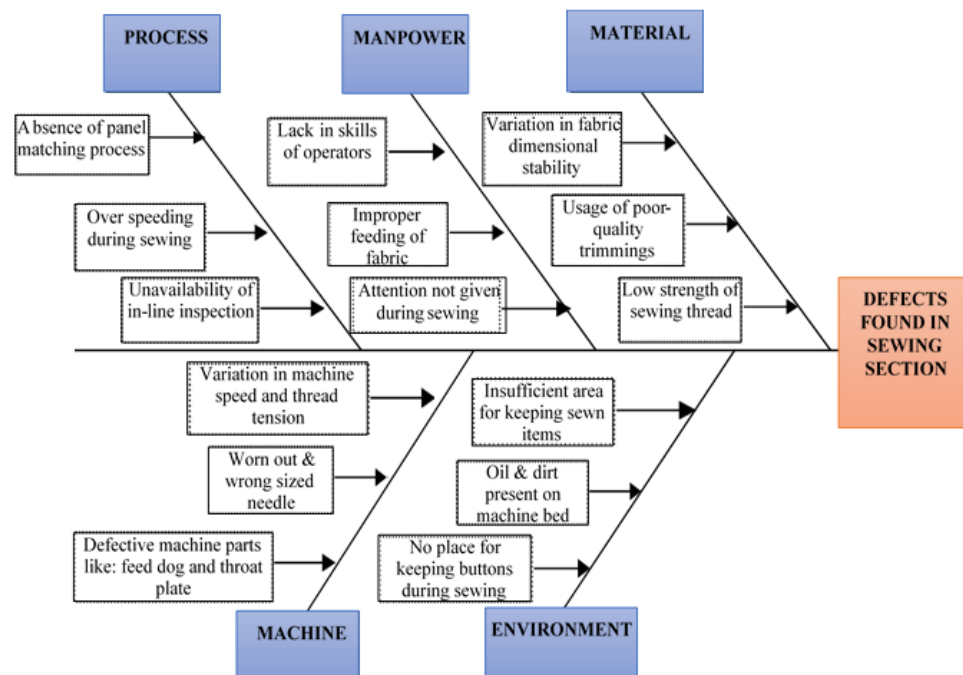 PROCESS
MANPOWER
MATERIAL
A bsence of panel
matching process
Over speeding
during sewing
Unavailability of
in-line inspection
Lack in skills
of operators
Improper
feeding of
fabric
Attention not given
during sewing
Variation in fabric
dimensional
stability
Usage of poor-
quality
trimmings
Low strength of
sewing thread
DEFECTS
FOUND IN
SEWING
SECTION
Variation in machine
speed and thread
tension
Worn out &
wrong sized
needle
Defective machine parts
like: feed dog and throat
plate
Insufficient area
for keeping sewn
items
Oil & dirt
present on
machine bed
No place for
keeping buttons
during sewing
MACHINE
ENVIRONMENT